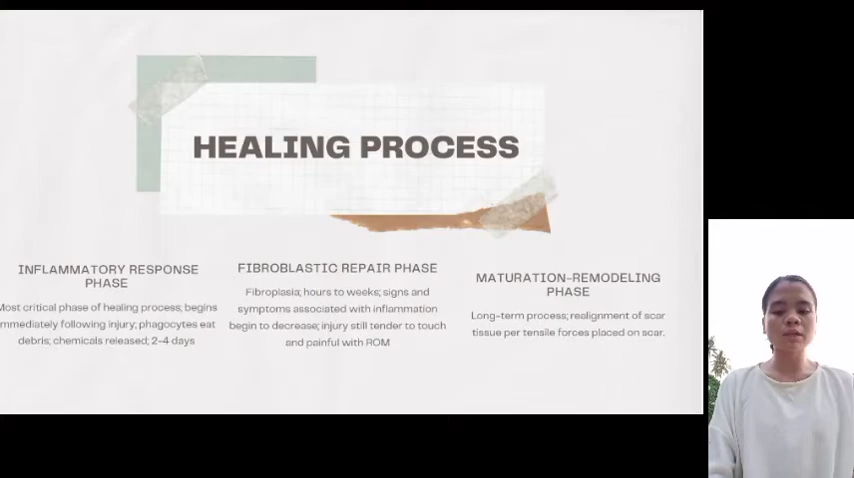 HEALING PROCESS
INFLAMMATORY RESPONSE
PHASE
Most critical phase of healing process; begins
immediately following injury; phagocytes eat
debris; chemicals released; 2-4 days
FIBROBLASTIC REPAIR PHASE
Fibroplasia; hours to weeks; signs and
symptoms associated with inflammation
begin to decrease; injury still tender to touch
and painful with ROM
MATURATION-REMODELING
PHASE
Long-term process; realignment of scar
tissue per tensile forces placed on scar.